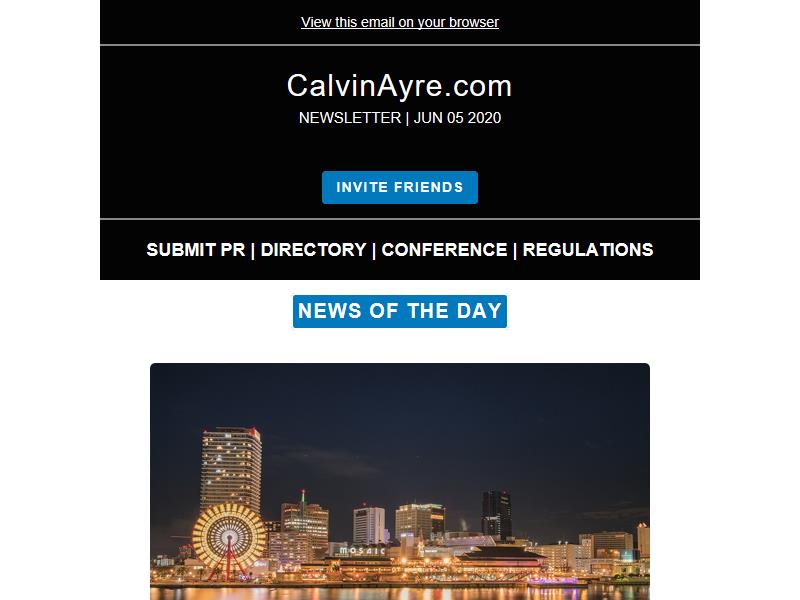 View this email on your browser
CalvinAyre.com
NEWSLETTER | JUN 05 2020
INVITE FRIENDS
SUBMIT PR | DIRECTORY | CONFERENCE | REGULATIONS
NEWS OF THE DAY
MOSAIC